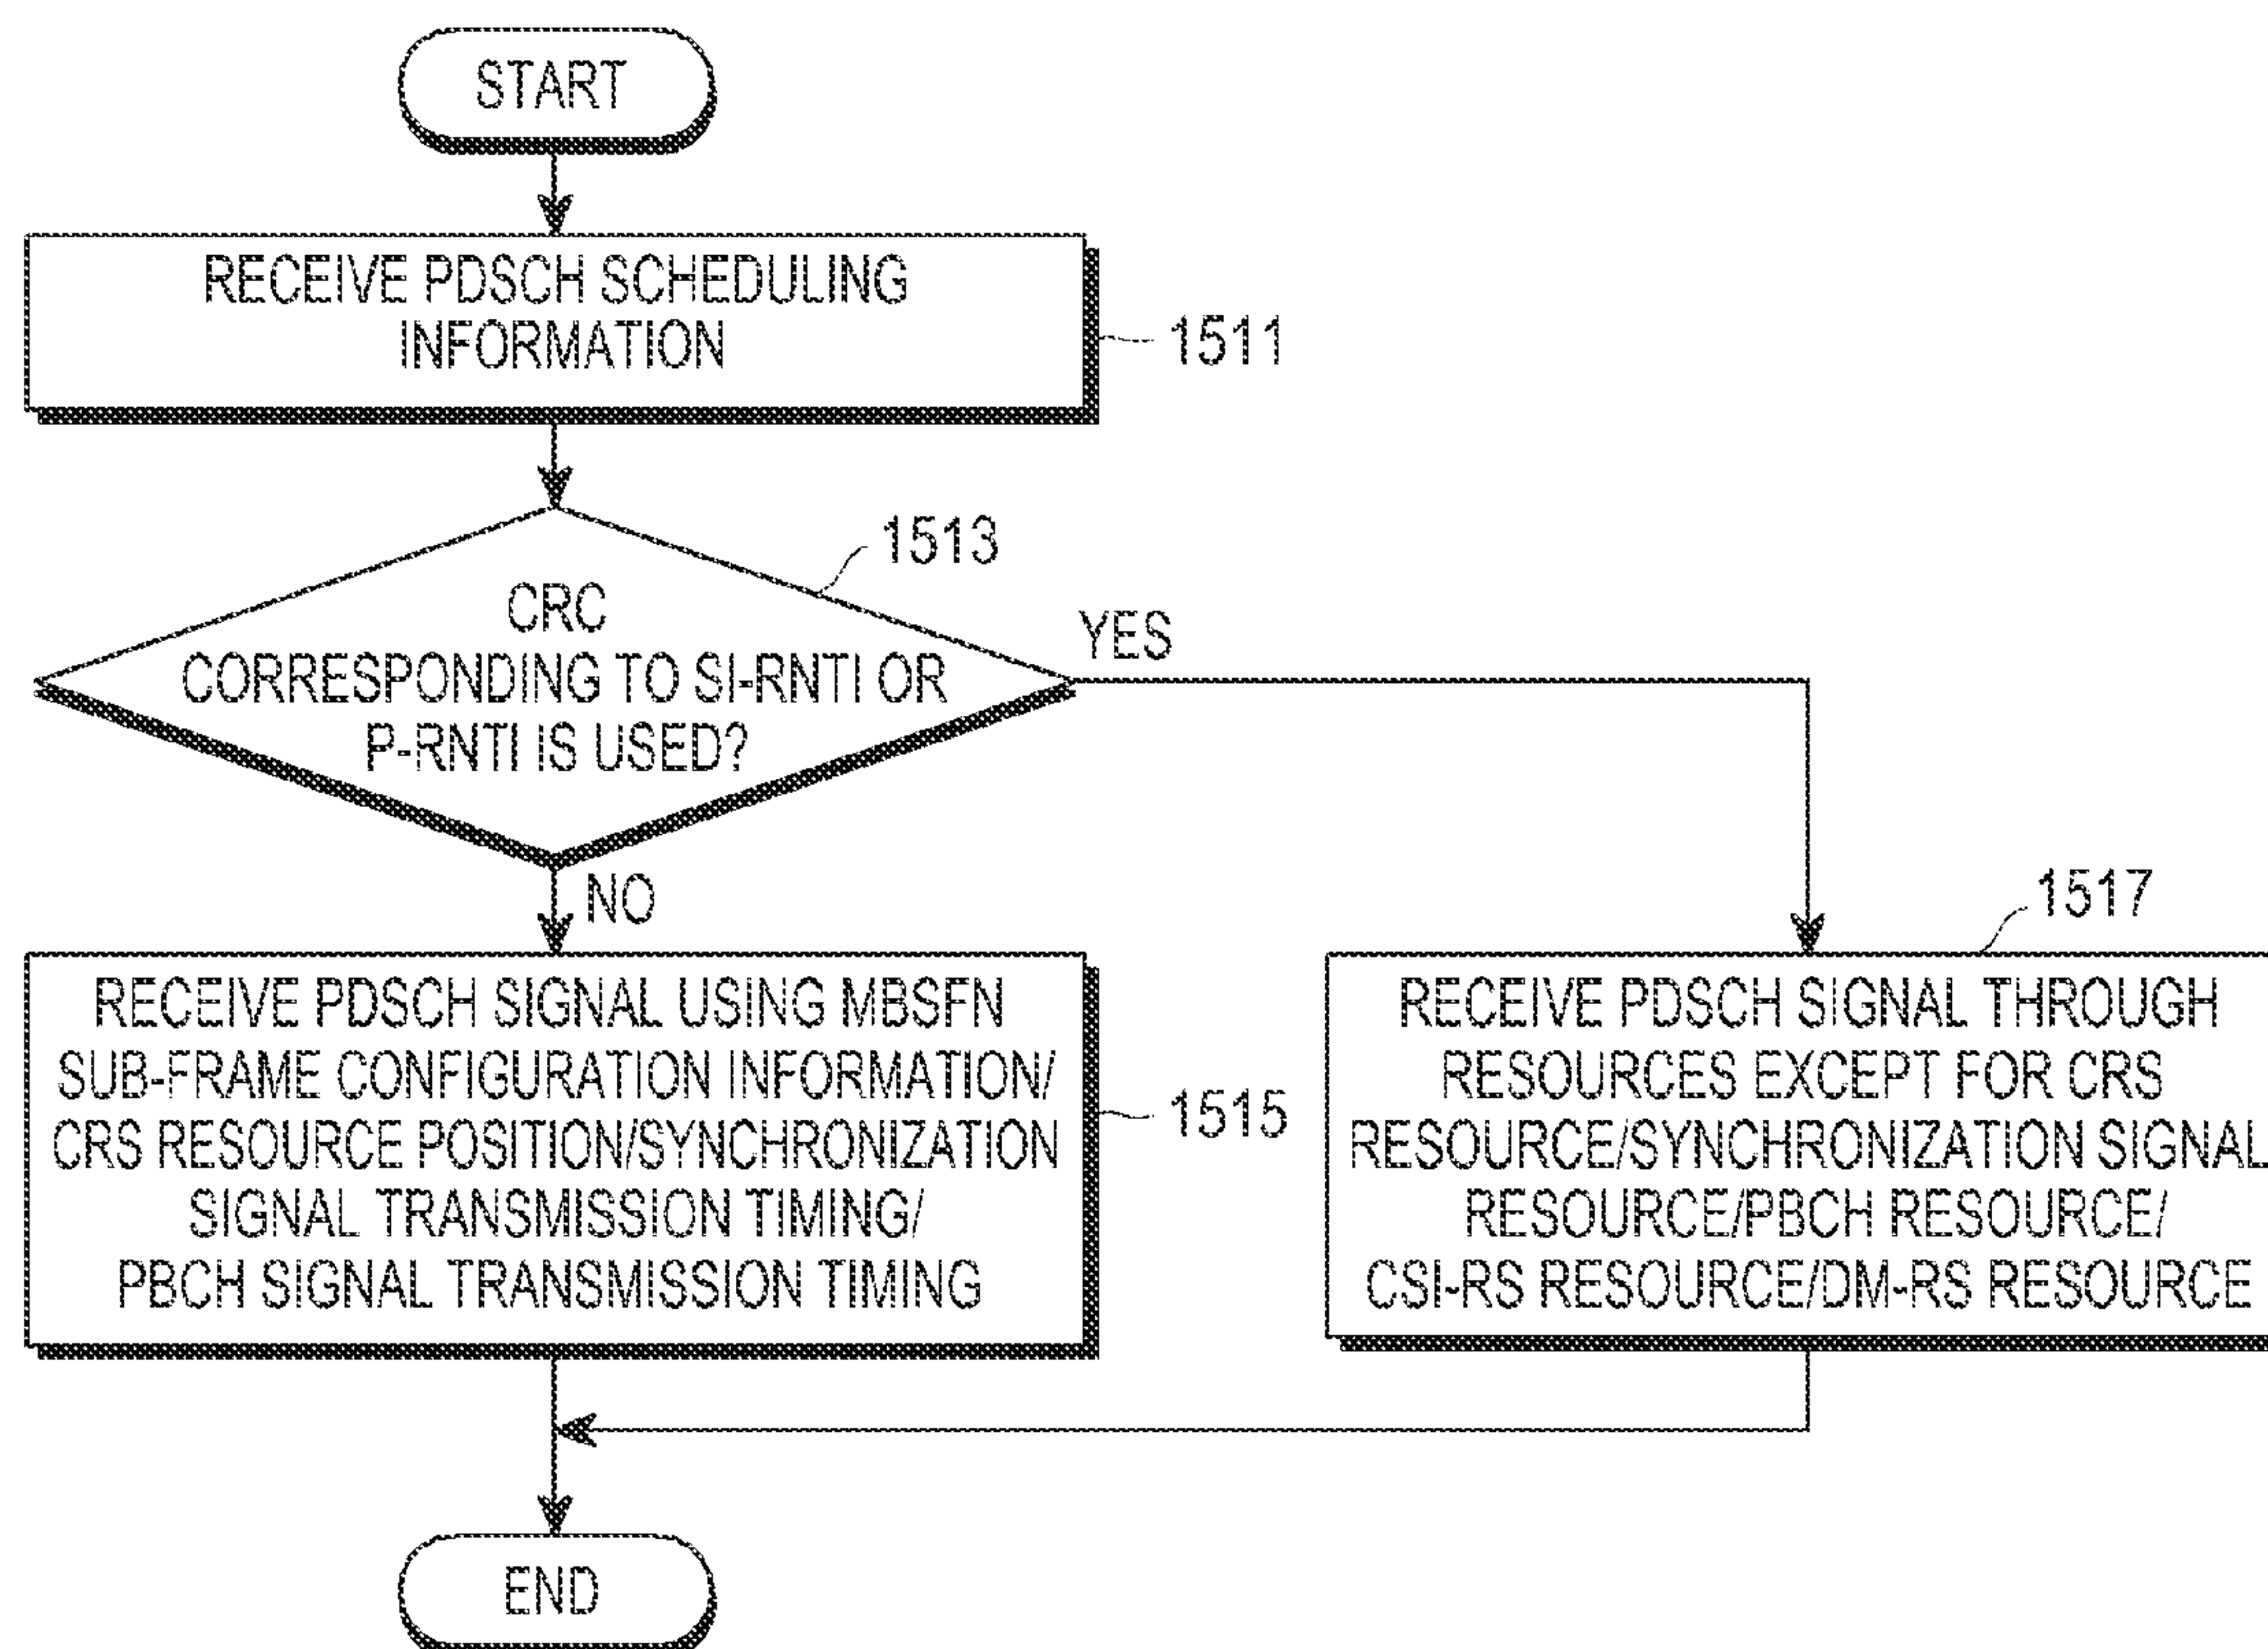 START
RECEIVE PDSCH SCHEDULING
INFORMATION
1511
1513
CRC
CORRESPONDING TO SI-RNTI OR
P-RNTI IS USED?
YES
NO
RECEIVE PDSCH SIGNAL USING MBSFN
SUB-FRAME CONFIGURATION INFORMATION/
CRS RESOURCE POSITION/SYNCHRONIZATION
SIGNAL TRANSMISSION TIMING/
PBCH SIGNAL TRANSMISSION TIMING
1515
1517
RECEIVE PDSCH SIGNAL THROUGH
RESOURCES EXCEPT FOR CRS
RESOURCE/SYNCHRONIZATION SIGNAL
RESOURCE/PBCH RESOURCE/
CSI-RS RESOURCE/DM-RS RESOURCE
END